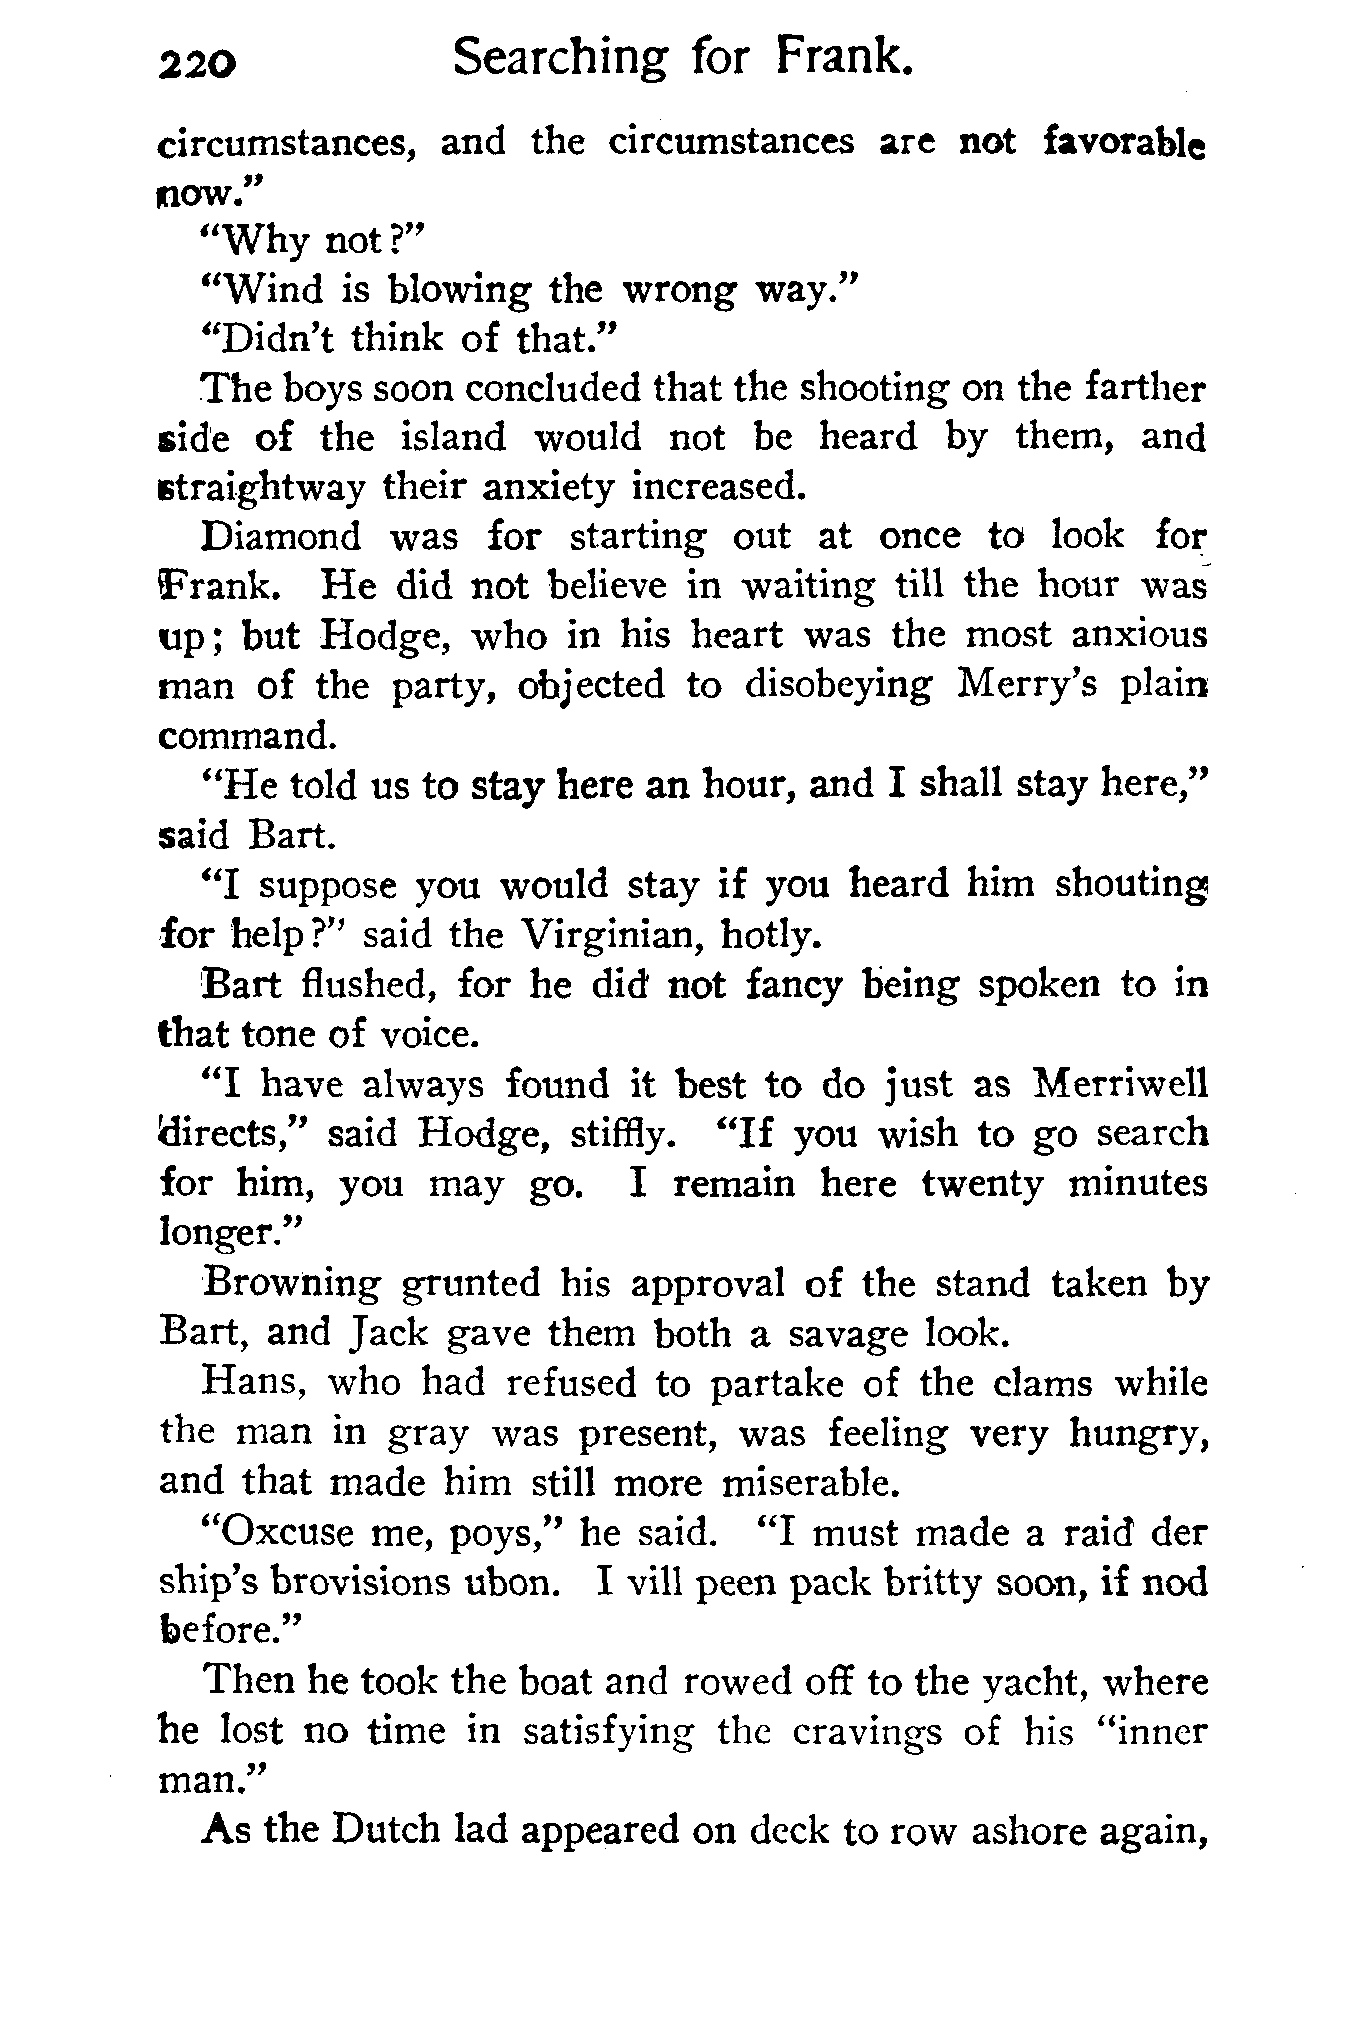 220 Searching for Frank.
circumstances, and the circumstances are not favorable
now."
"Why not?"
"Wind is blowing the wrong way."
"Didn't think of that."
The boys soon concluded that the shooting on the farther
side of the island would not be heard by them, and
straightway their anxiety increased.
Diamond was for starting out at once to look for
Frank. He did not believe in waiting till the hour was
up; but Hodge, who in his heart was the most anxious
man of the party, objected to disobeying Merry's plain
command.
"He told us to stay here an hour, and I shall stay here,"
said Bart.
"I suppose you would stay if you heard him shouting
for help?" said the Virginian, hotly.
Bart flushed, for he did not fancy being spoken to in
that tone of voice.
"I have always found it best to do just as Merriwell
directs," said Hodge, stiffly. "If you wish to go search
for him, you may go. I remain here twenty minutes
longer."
Browning grunted his approval of the stand taken by
Bart, and Jack gave them both a savage look.
Hans, who had refused to partake of the clams while
the man in gray was present, was feeling very hungry,
and that made him still more miserable.
"Oxcuse me, poys," he said. "I must made a raid der
ship's brovisions ubon. I vill peen pack britty soon, if nod
before."
Then he took the boat and rowed off to the yacht, where
he lost no time in satisfying the cravings of his "inner
man."
As the Dutch lad appeared on deck to row ashore again,